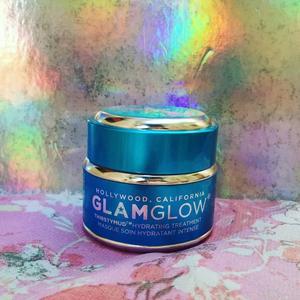 HOLLYWOOD, CALIFORNIA
GLAMGLOW®
THIRSTYMUD™ HYDRATING TREATMENT
MASQUE SOIN HYDRATANT INTENSE